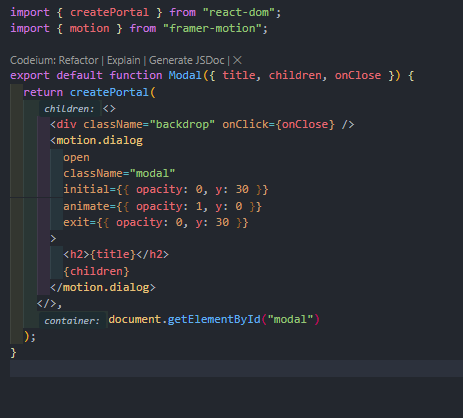 import { createPortal } from "react-dom";
import { motion } from "framer-motion";
Codeium: Refactor | Explain | Generate JSDoc | ✕
export default function Modal({ title, children, onClose }) {
return createPortal(
children: <>
<div className="backdrop" onClick={onClose} />
<motion.dialog
open
className="modal"
initial={{ opacity: 0, y: 30 }}
animate={{ opacity: 1, y: 0 }}
exit={{ opacity: 0, y: 30 }}
>
<h2>{title}</h2>
{children}
</motion.dialog>
</>,
container: document.getElementById("modal")
);
}